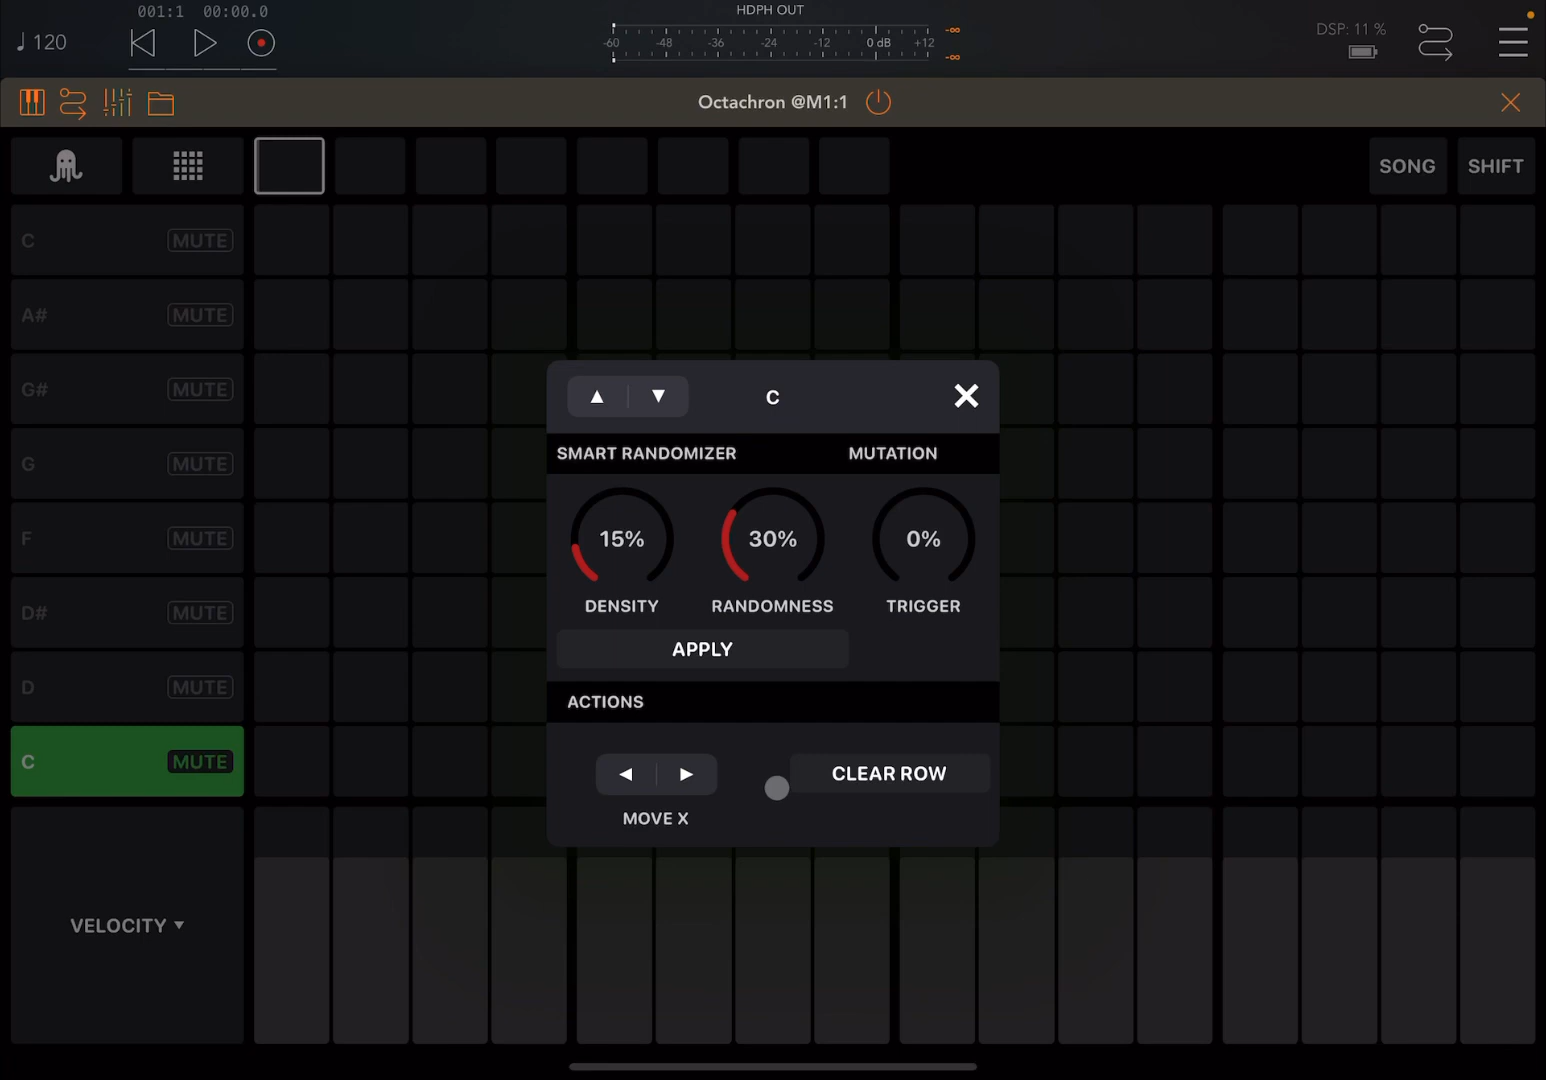 001:1 00:00.0
HDPH OUT
♩ 120
-60 -48 -36 -24 -12 0 dB +12
-∞
-∞
DSP: 11 %
Octachron @M1:1
SONG SHIFT
C MUTE
A# MUTE
G# MUTE
G MUTE
F MUTE
D# MUTE
D MUTE
C MUTE
VELOCITY ▼
▲ ▼ C ✕
SMART RANDOMIZER MUTATION
15% 30% 0%
DENSITY RANDOMNESS TRIGGER
APPLY
ACTIONS
◀ ▶ CLEAR ROW
MOVE X